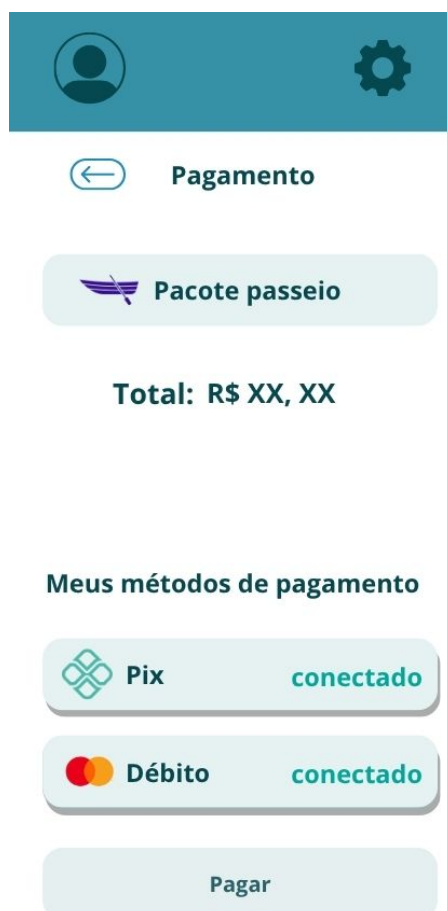 Pagamento
Pacote passeio
Total: R$ XX, XX
Meus métodos de pagamento
Pix conectado
Débito conectado
Pagar